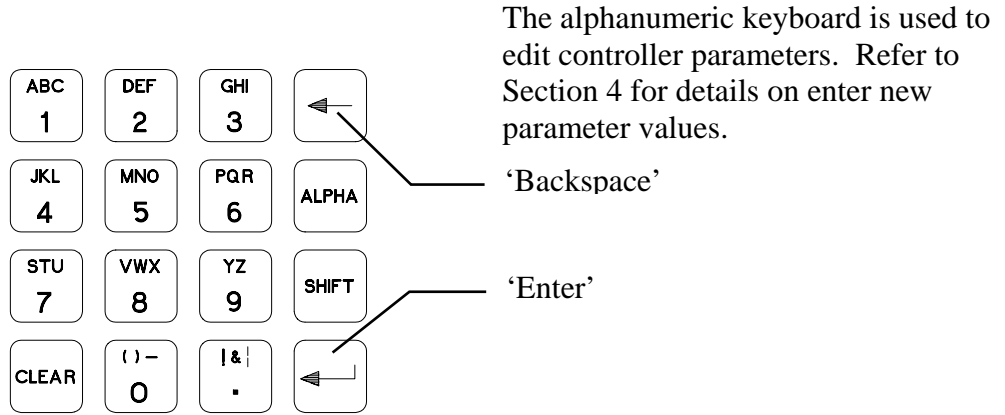 The alphanumeric keyboard is used to
edit controller parameters.  Refer to
Section 4 for details on enter new
parameter values.
ABC DEF GHI
1 2 3
‘Backspace’
JKL MNO PQR ALPHA
4 5 6
STU VWX YZ SHIFT
7 8 9
‘Enter’
CLEAR ( ) – |&¦
0 .